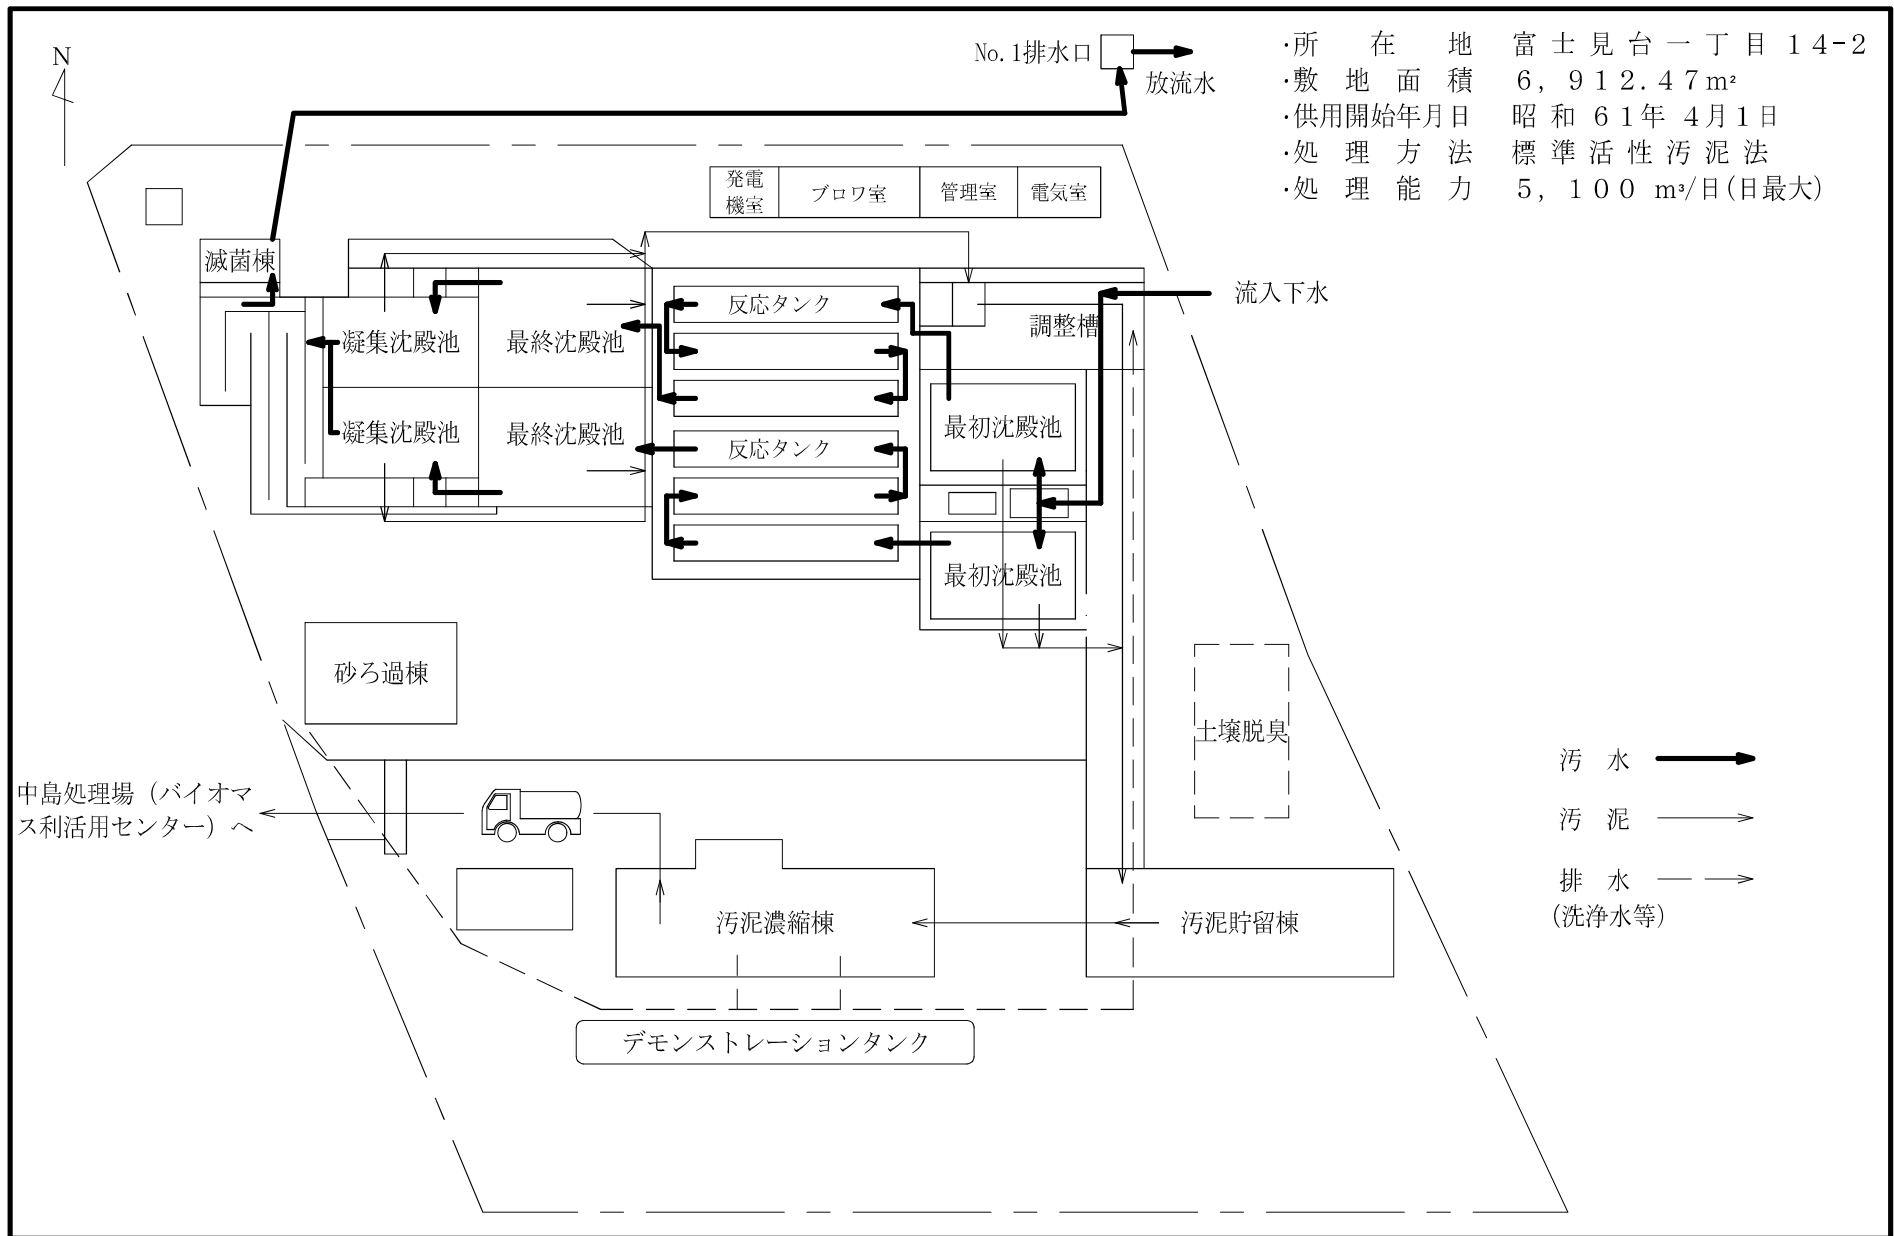 N
No.1排水口
放流水
・所在地 富士見台一丁目14-2
・敷地面積 6,912.47m²
・供用開始年月日 昭和61年4月1日
・処理方法 標準活性汚泥法
・処理能力 5,100 m³/日(日最大)
発電
機室
ブロワ室
管理室
電気室
滅菌棟
流入下水
反応タンク
調整槽
凝集沈殿池
最終沈殿池
最初沈殿池
凝集沈殿池
最終沈殿池
反応タンク
最初沈殿池
砂ろ過棟
土壌脱臭
中島処理場(バイオマ
ス利活用センター)へ
汚泥濃縮棟
汚泥貯留棟
デモンストレーションタンク
汚水
汚泥
排水
(洗浄水等)